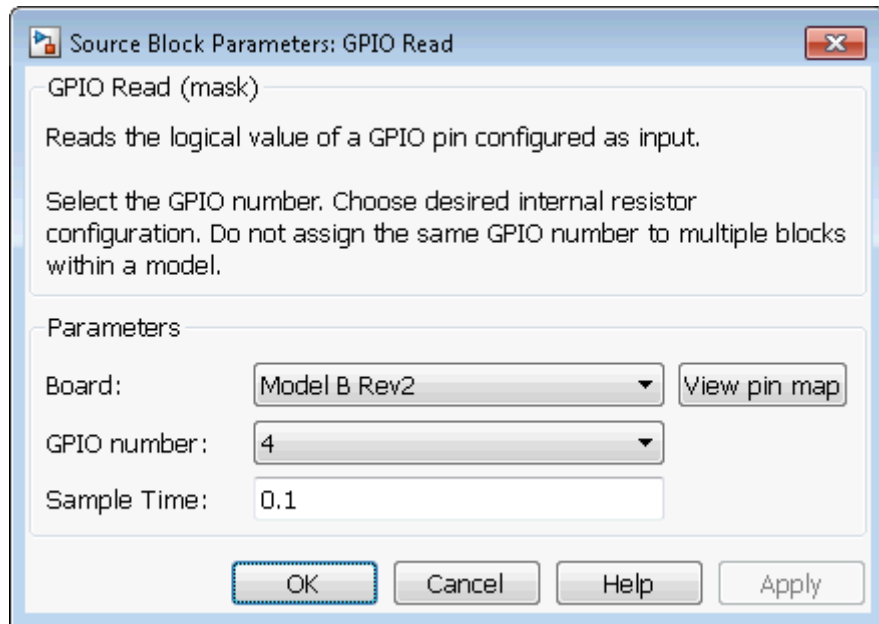 Source Block Parameters: GPIO Read
GPIO Read (mask)
Reads the logical value of a GPIO pin configured as input.
Select the GPIO number. Choose desired internal resistor
configuration. Do not assign the same GPIO number to multiple blocks
within a model.
Parameters
Board: Model B Rev2 View pin map
GPIO number: 4
Sample Time: 0.1
OK Cancel Help Apply